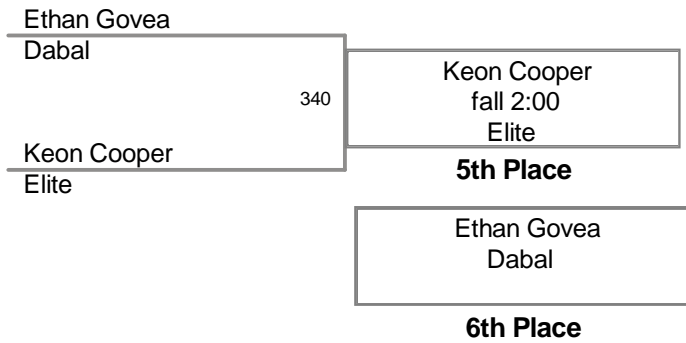 Ethan Govea
Dabal
340
Keon Cooper
Elite
Keon Cooper
fall 2:00
Elite
5th Place
Ethan Govea
Dabal
6th Place